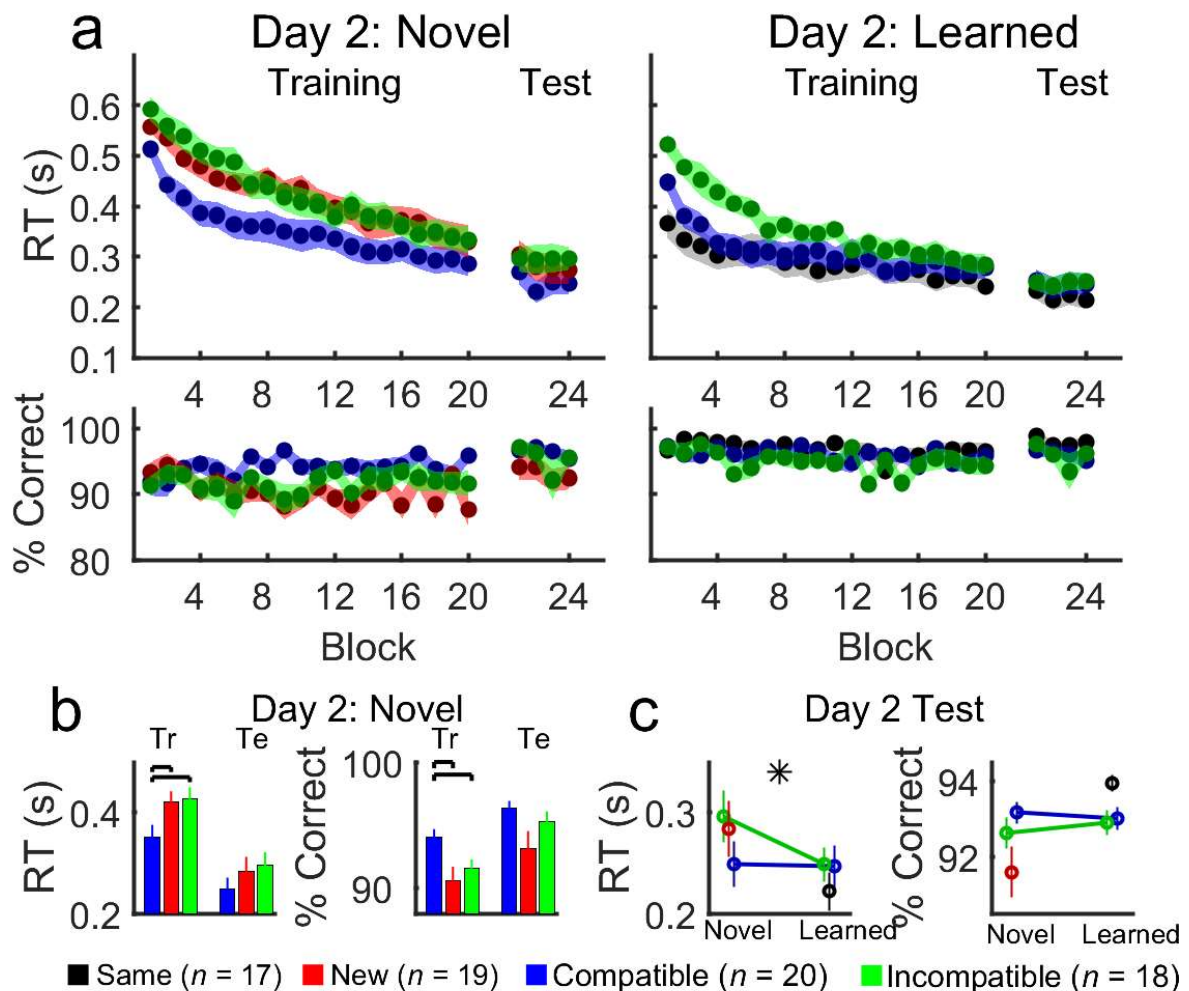 a
Day 2: Novel
Day 2: Learned
Training
Test
Training
Test
RT (s)
0.6
0.5
0.4
0.3
0.2
0.1
4 8 12 16 20 24
4 8 12 16 20 24
% Correct
100
90
80
4 8 12 16 20 24
4 8 12 16 20 24
Block
b
Day 2: Novel
Tr Te
RT (s)
0.4
0.2
Tr Te
% Correct
100
90
c
Day 2 Test
*
RT (s)
0.3
0.2
Novel Learned
% Correct
94
92
Novel Learned
Same (n = 17) New (n = 19) Compatible (n = 20) Incompatible (n = 18)